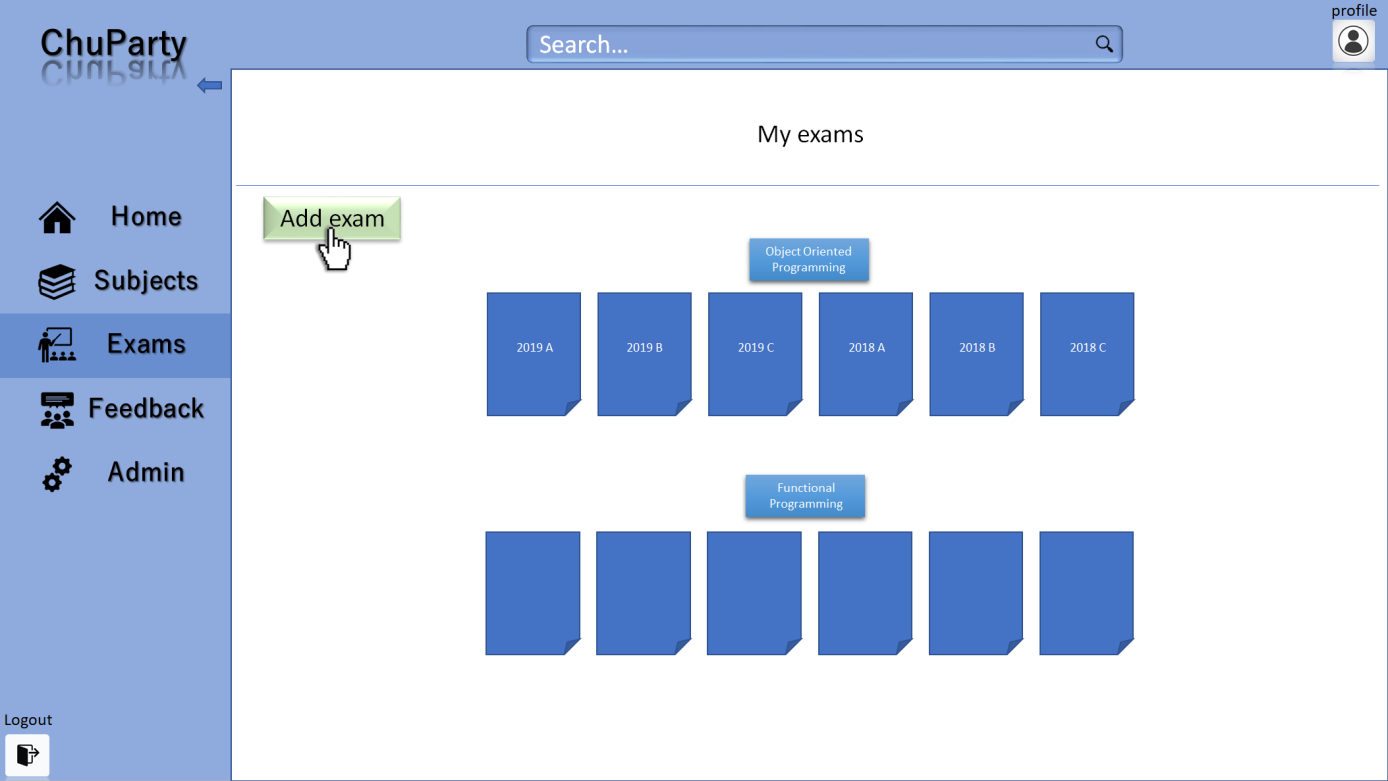 profile
ChuParty
Search...
My exams
Add exam
Home
Subjects
Exams
Feedback
Admin
Object Oriented
Programming
2019 A
2019 B
2019 C
2018 A
2018 B
2018 C
Functional
Programming
Logout